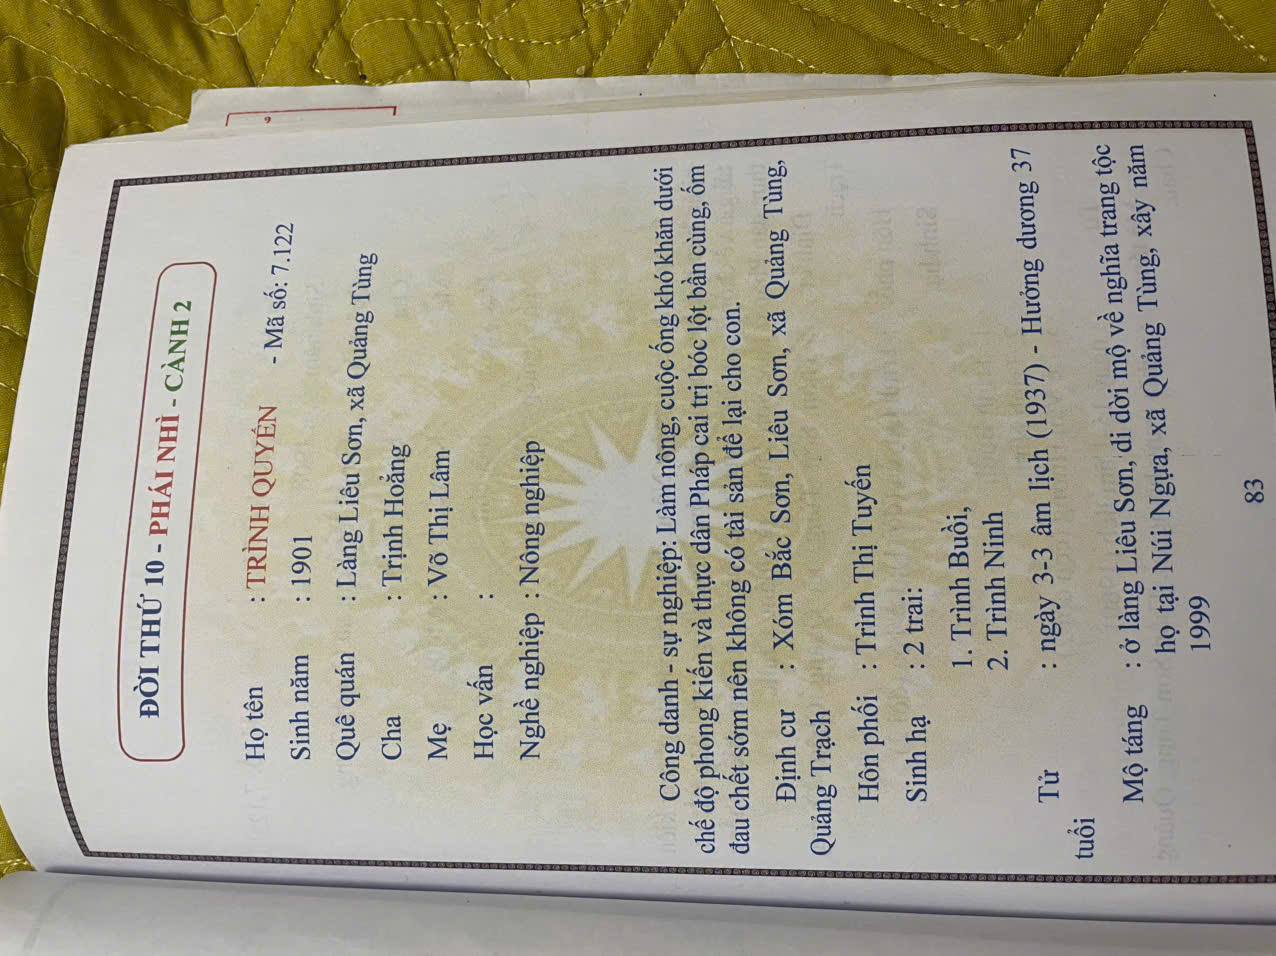 ĐỜI THỨ 10 - PHÁI NHÌ - CÀNH 2
Họ tên : TRÌNH QUYẾN - Mã số: 7.122
Sinh năm : 1901
Quê quán : Làng Liêu Sơn, xã Quảng Tùng
Cha : Trịnh Hoảng
Mẹ : Võ Thị Lâm
Học vấn :
Nghề nghiệp : Nông nghiệp
Công danh - sự nghiệp: Làm nông, cuộc ống khó khăn dưới
chế độ phong kiến và thực dân Pháp cai trị bóc lột bần cùng, ốm
đau chết sớm nên không có tài sản để lại cho con.
Định cư : Xóm Bắc Sơn, Liêu Sơn, xã Quảng Tùng,
Quảng Trạch
Hôn phối : Trình Thị Tuyến
Sinh hạ : 2 trai:
1. Trình Buồi,
2. Trình Ninh
Tử : ngày 3-3 âm lịch (1937) - Hưởng dương 37
tuổi
Mộ táng : ở làng Liêu Sơn, di dời mộ về nghĩa trang tộc
họ tại Núi Ngựa, xã Quảng Tùng, xây năm
1999
83